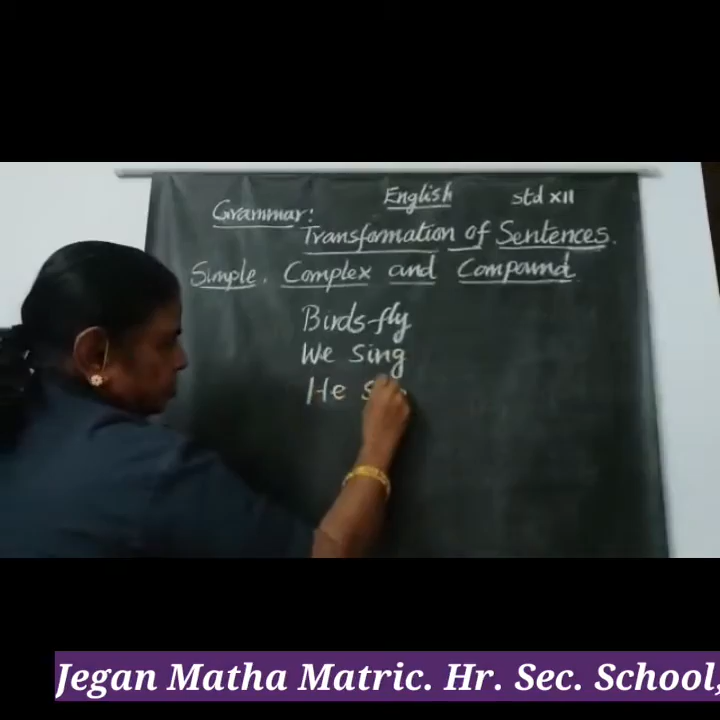 English std XII
Grammar:
Transformation of Sentences.
Simple, Complex and Compound
Birds fly
We sing
He
Jegan Matha Matric. Hr. Sec. School,